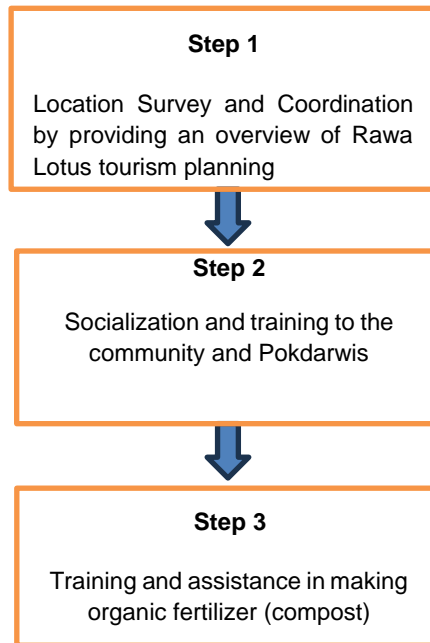 Step 1
Location Survey and Coordination
by providing an overview of Rawa
Lotus tourism planning
Step 2
Socialization and training to the
community and Pokdarwis
Step 3
Training and assistance in making
organic fertilizer (compost)